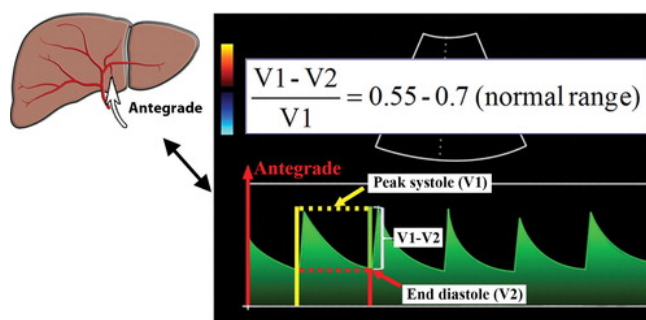 Antegrade
V1 - V2
V1
= 0.55 - 0.7 (normal range)
Antegrade
Peak systole (V1)
V1-V2
End diastole (V2)